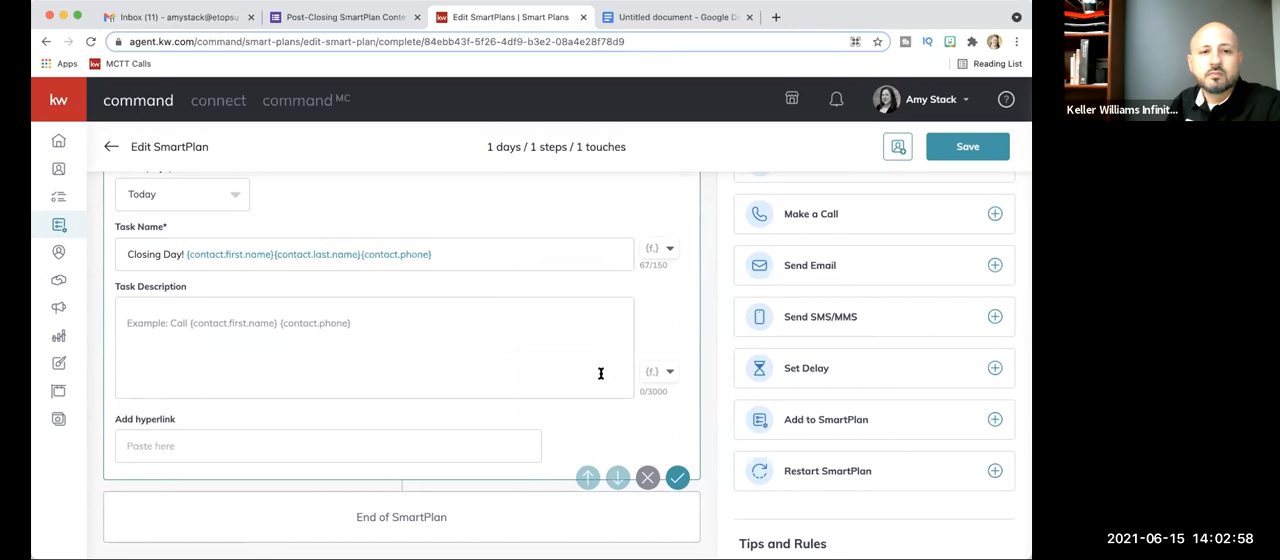 Inbox (11) - amystack@etopsu
Post-Closing SmartPlan Conte
Edit SmartPlans | Smart Plans
Untitled document - Google D
agent.kw.com/command/smart-plans/edit-smart-plan/complete/84ebb43f-5f26-4df9-b3e2-08a4e28f78d9
IQ
Apps
kw MCTT Calls
Reading List
kw
command
connect
command MC
Amy Stack
?
Edit SmartPlan
1 days / 1 steps / 1 touches
Save
Today
Task Name*
Closing Day! {contact.first.name}{contact.last.name}{contact.phone}
{f.}
67/150
Task Description
Example: Call {contact.first.name} {contact.phone}
{f.}
0/3000
Add hyperlink
Paste here
End of SmartPlan
Make a Call
Send Email
Send SMS/MMS
Set Delay
Add to SmartPlan
Restart SmartPlan
Tips and Rules
Keller Williams Infinit...
2021-06-15 14:02:58